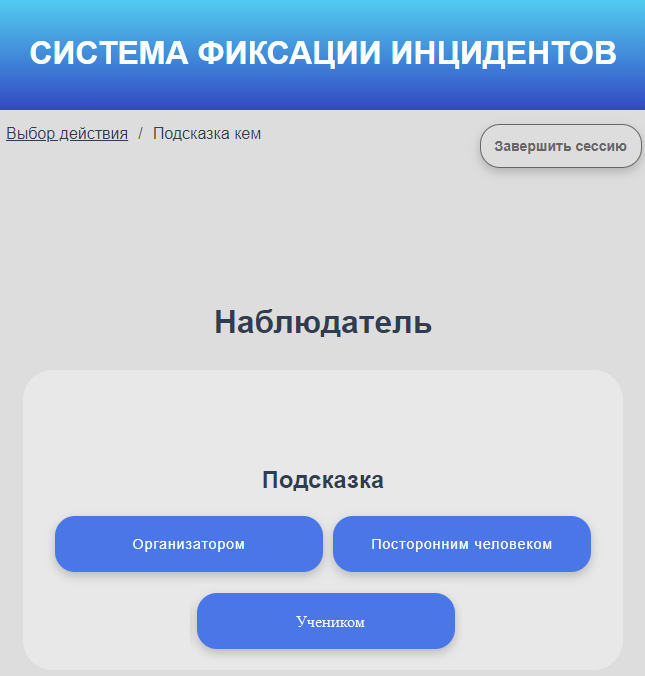 СИСТЕМА ФИКСАЦИИ ИНЦИДЕНТОВ
Выбор действия / Подсказка кем
Завершить сессию
Наблюдатель
Подсказка
Организатором
Посторонним человеком
Учеником